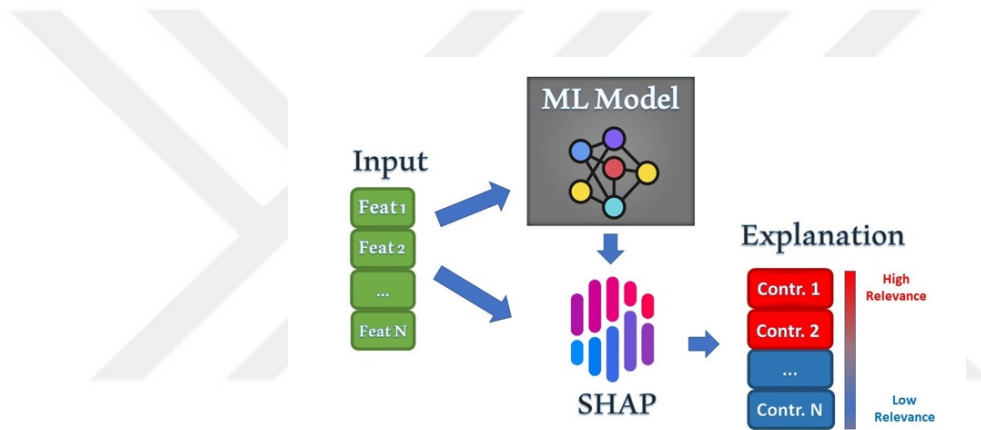 ML Model
Input
Feat 1
Feat 2
...
Feat N
SHAP
Explanation
Contr. 1
Contr. 2
...
Contr. N
High
Relevance
Low
Relevance